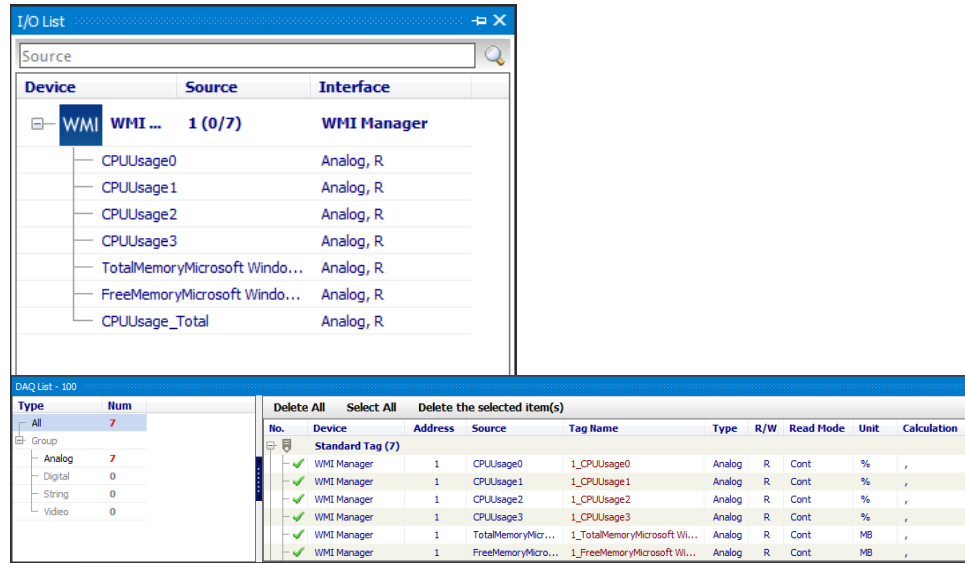 I/O List
Source
Device Source Interface
WMI WMI ... 1 (0/7) WMI Manager
CPUUsage0 Analog, R
CPUUsage1 Analog, R
CPUUsage2 Analog, R
CPUUsage3 Analog, R
TotalMemoryMicrosoft Windo... Analog, R
FreeMemoryMicrosoft Windo... Analog, R
CPUUsage_Total Analog, R
DAQ List - 100
Type Num
All 7
Group
Analog 7
Digital 0
String 0
Video 0
Delete All Select All Delete the selected item(s)
No. Device Address Source Tag Name Type R/W Read Mode Unit Calculation
Standard Tag (7)
WMI Manager 1 CPUUsage0 1_CPUUsage0 Analog R Cont % ,
WMI Manager 1 CPUUsage1 1_CPUUsage1 Analog R Cont % ,
WMI Manager 1 CPUUsage2 1_CPUUsage2 Analog R Cont % ,
WMI Manager 1 CPUUsage3 1_CPUUsage3 Analog R Cont % ,
WMI Manager 1 TotalMemoryMicr... 1_TotalMemoryMicrosoft Wi... Analog R Cont MB ,
WMI Manager 1 FreeMemoryMicro... 1_FreeMemoryMicrosoft Wi... Analog R Cont MB ,